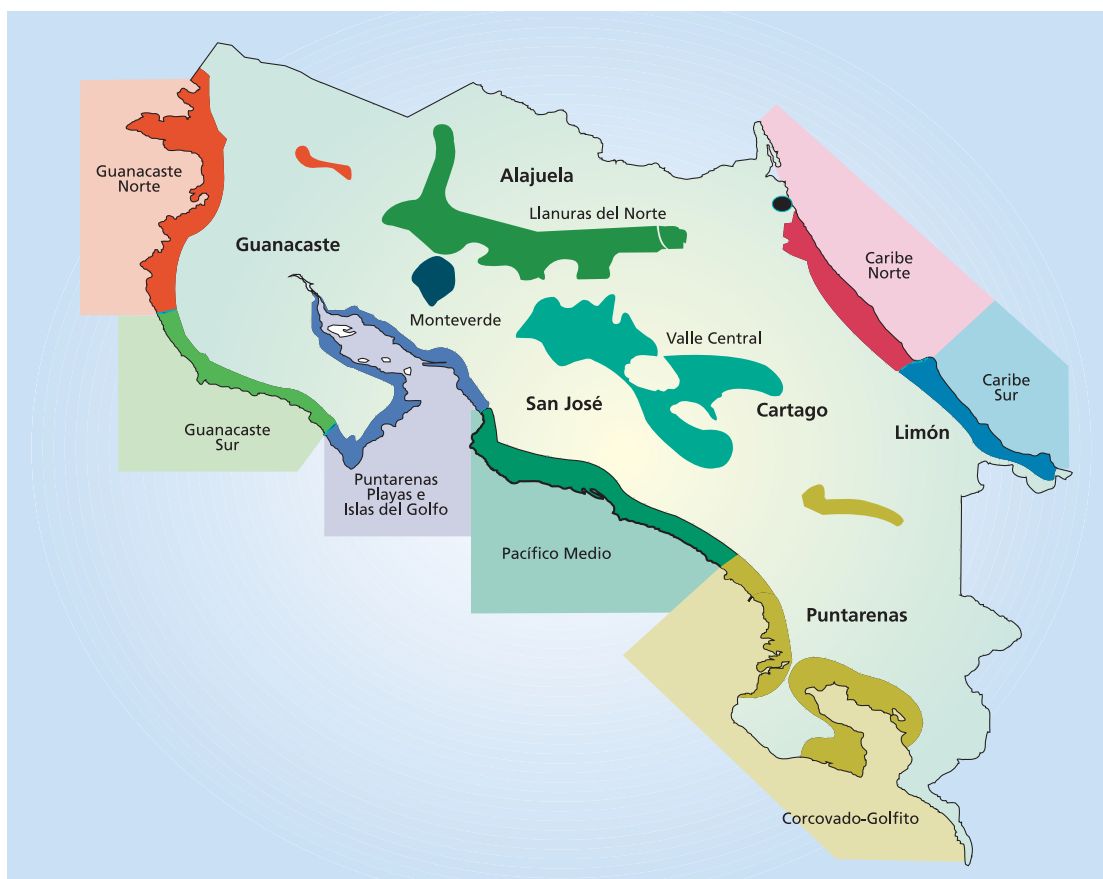 Guanacaste
Norte
Alajuela
Llanuras del Norte
Guanacaste
Caribe
Norte
Monteverde
Valle Central
Caribe
Sur
San José
Cartago
Guanacaste
Sur
Limón
Puntarenas
Playas e
Islas del Golfo
Pacífico Medio
Puntarenas
Corcovado-Golfito